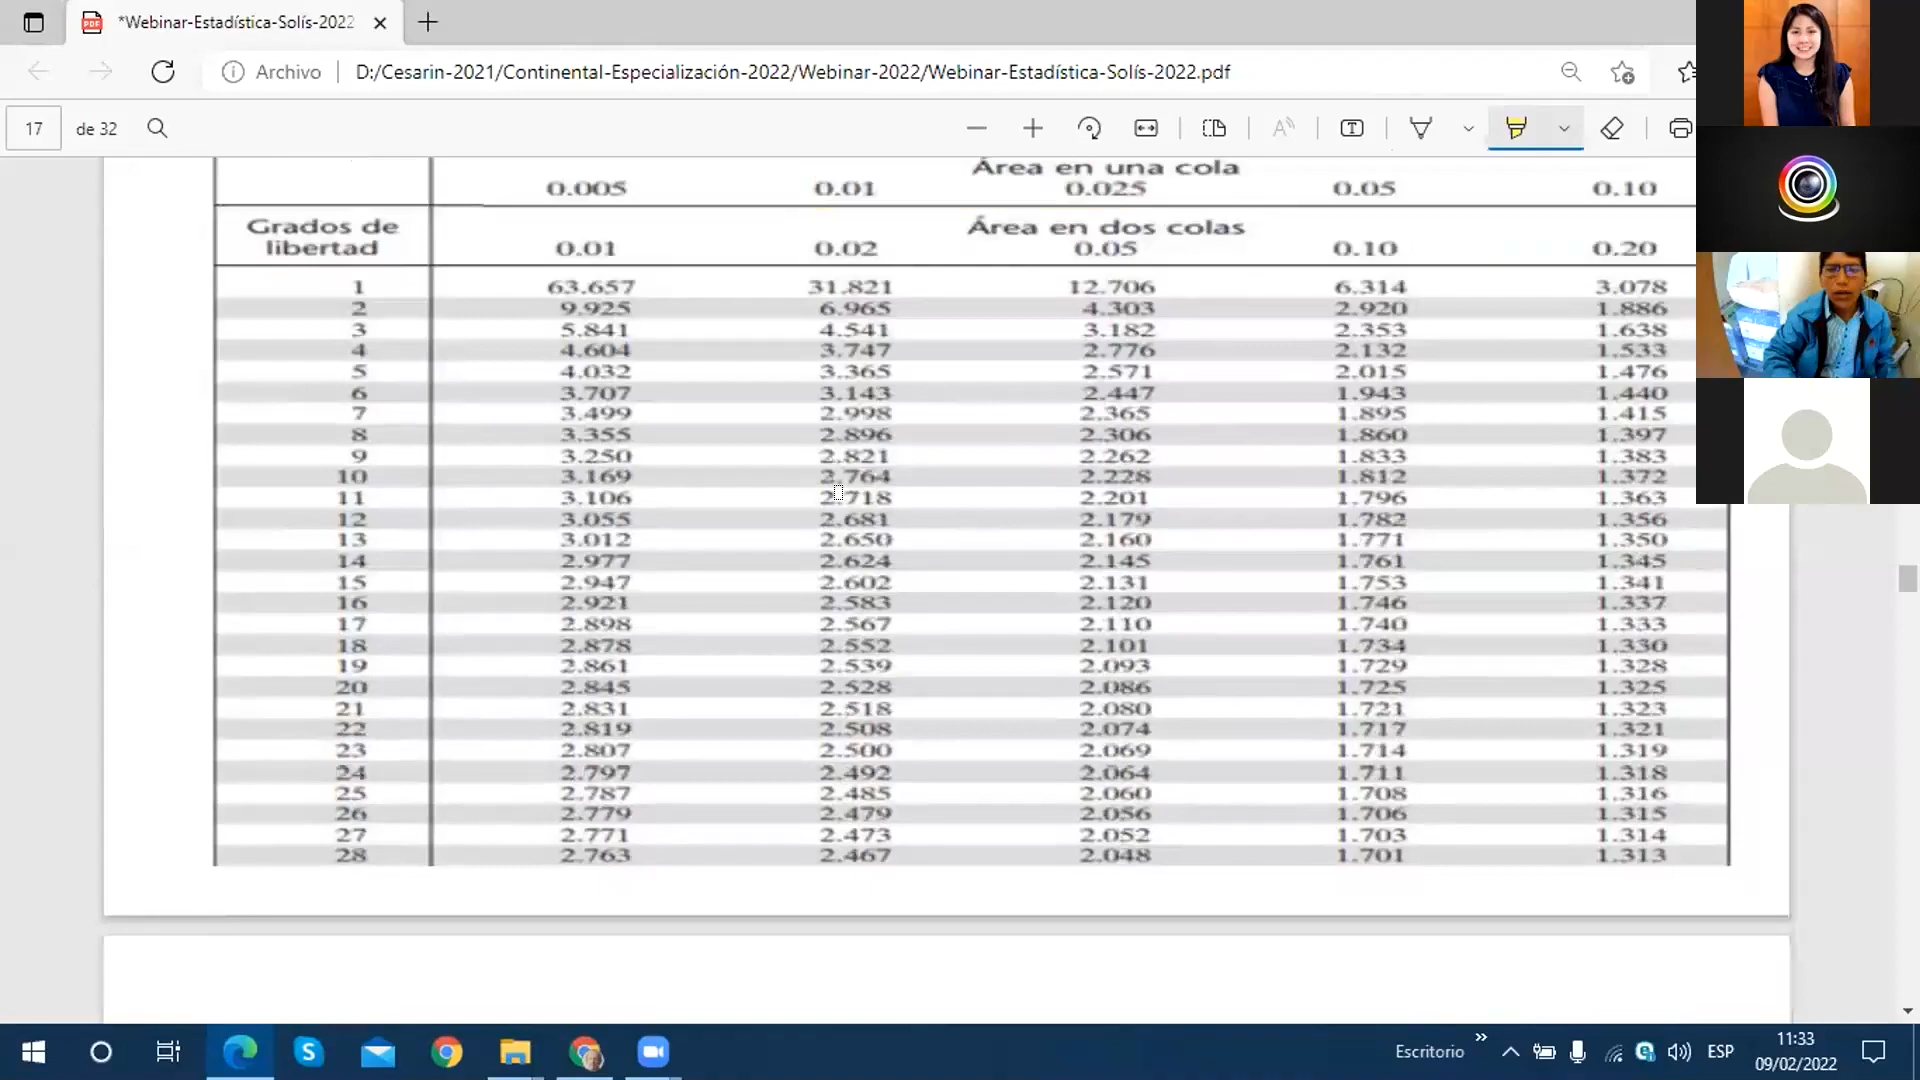 *Webinar-Estadística-Solís-2022
Archivo
D:/Cesarin-2021/Continental-Especialización-2022/Webinar-2022/Webinar-Estadística-Solís-2022.pdf
17 de 32
Área en una cola
0.005 0.01 0.025 0.05 0.10
Grados de libertad
Área en dos colas
0.01 0.02 0.05 0.10 0.20
1 63.657 31.821 12.706 6.314 3.078
2 9.925 6.965 4.303 2.920 1.886
3 5.841 4.541 3.182 2.353 1.638
4 4.604 3.747 2.776 2.132 1.533
5 4.032 3.365 2.571 2.015 1.476
6 3.707 3.143 2.447 1.943 1.440
7 3.499 2.998 2.365 1.895 1.415
8 3.355 2.896 2.306 1.860 1.397
9 3.250 2.821 2.262 1.833 1.383
10 3.169 2.764 2.228 1.812 1.372
11 3.106 2.718 2.201 1.796 1.363
12 3.055 2.681 2.179 1.782 1.356
13 3.012 2.650 2.160 1.771 1.350
14 2.977 2.624 2.145 1.761 1.345
15 2.947 2.602 2.131 1.753 1.341
16 2.921 2.583 2.120 1.746 1.337
17 2.898 2.567 2.110 1.740 1.333
18 2.878 2.552 2.101 1.734 1.330
19 2.861 2.539 2.093 1.729 1.328
20 2.845 2.528 2.086 1.725 1.325
21 2.831 2.518 2.080 1.721 1.323
22 2.819 2.508 2.074 1.717 1.321
23 2.807 2.500 2.069 1.714 1.319
24 2.797 2.492 2.064 1.711 1.318
25 2.787 2.485 2.060 1.708 1.316
26 2.779 2.479 2.056 1.706 1.315
27 2.771 2.473 2.052 1.703 1.314
28 2.763 2.467 2.048 1.701 1.313
Escritorio
ESP
11:33
09/02/2022